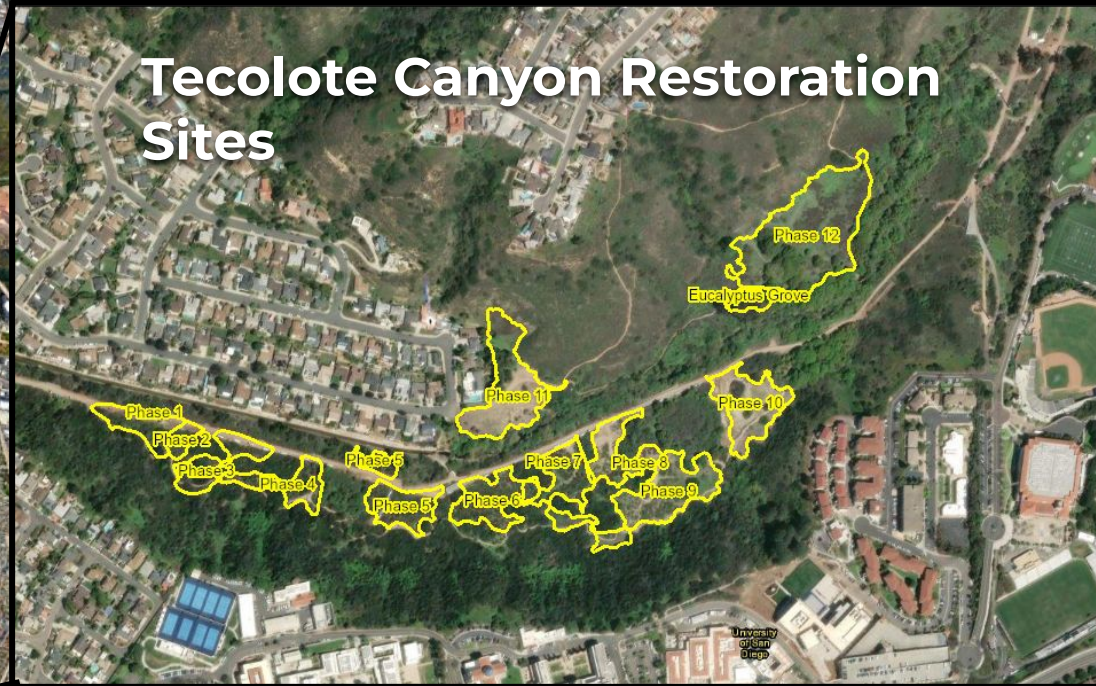 Tecolote Canyon Restoration
Sites
Phase 12
Eucalyptus Grove
Phase 11
Phase 10
Phase 1
Phase 2
Phase 3
Phase 4
Phase 5
Phase 5
Phase 6
Phase 7
Phase 8
Phase 9
University
of San
Diego